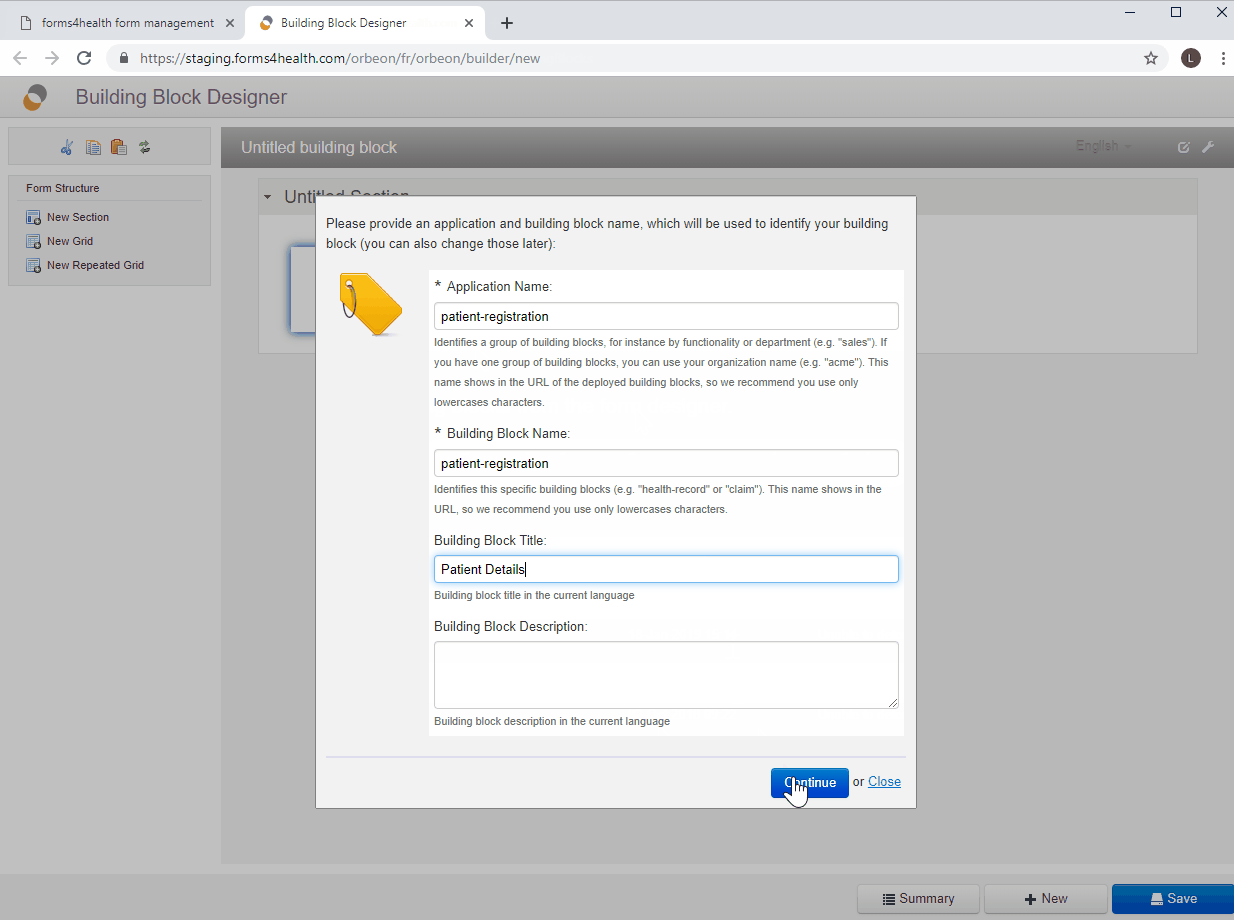 forms4health form management
Building Block Designer
https://staging.forms4health.com/orbeon/fr/orbeon/builder/new
L
Building Block Designer
Untitled building block
English
Form Structure
New Section
New Grid
New Repeated Grid
Untitled Section
Please provide an application and building block name, which will be used to identify your building
block (you can also change those later):
* Application Name:
patient-registration
Identifies a group of building blocks, for instance by functionality or department (e.g. "sales"). If
you have one group of building blocks, you can use your organization name (e.g. "acme"). This
name shows in the URL of the deployed building blocks, so we recommend you use only
lowercases characters.
* Building Block Name:
patient-registration
Identifies this specific building blocks (e.g. "health-record" or "claim"). This name shows in the
URL, so we recommend you use only lowercases characters.
Building Block Title:
Patient Details
Building block title in the current language
Building Block Description:
Building block description in the current language
Continue or Close
Summary
New
Save